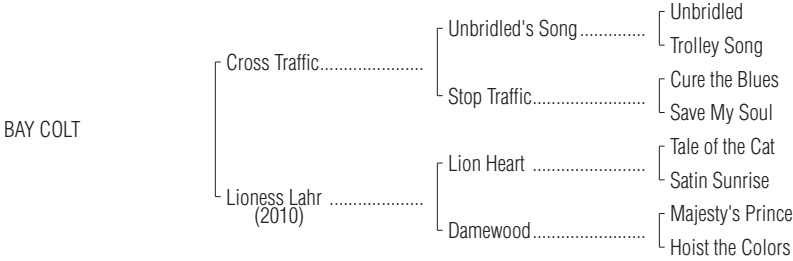 Unbridled
Unbridled's Song..............
Trolley Song
Cross Traffic......................
Cure the Blues
Stop Traffic........................
Save My Soul
BAY COLT
Tale of the Cat
Lion Heart ........................
Satin Sunrise
Lioness Lahr ....................
(2010)
Majesty's Prince
Damewood........................
Hoist the Colors